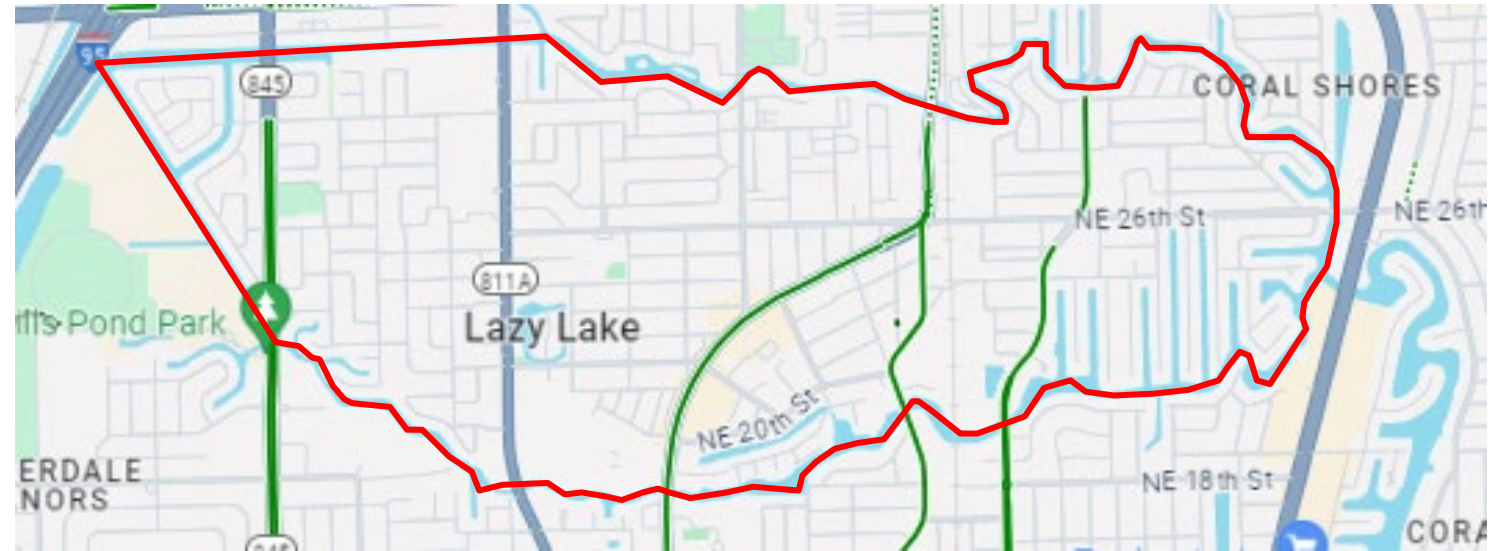 95
845
CORAL SHORES
NE 26th St
NE 26th
811A
Pond Park
Lazy Lake
NE 20th St
ERDALE
NORS
NE 18th St
CORA